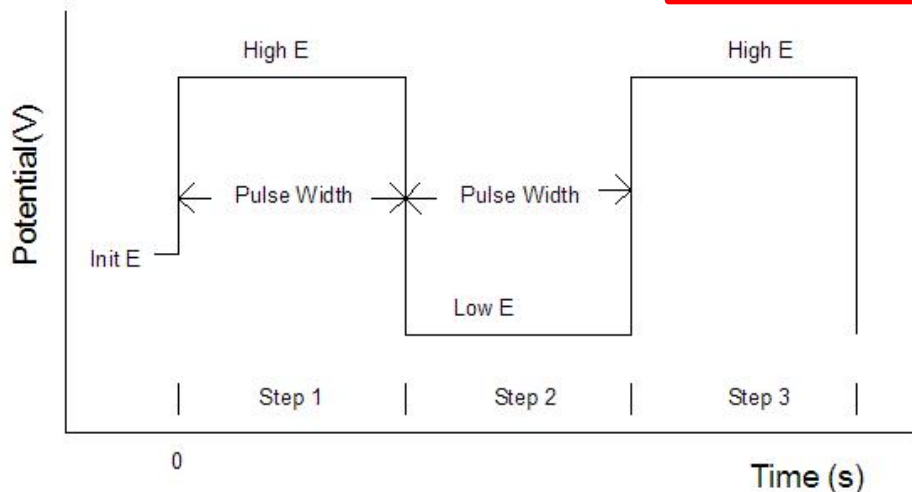 High E
High E
Potential(V)
Pulse Width
Pulse Width
Init E
Low E
Step 1
Step 2
Step 3
0
Time (s)